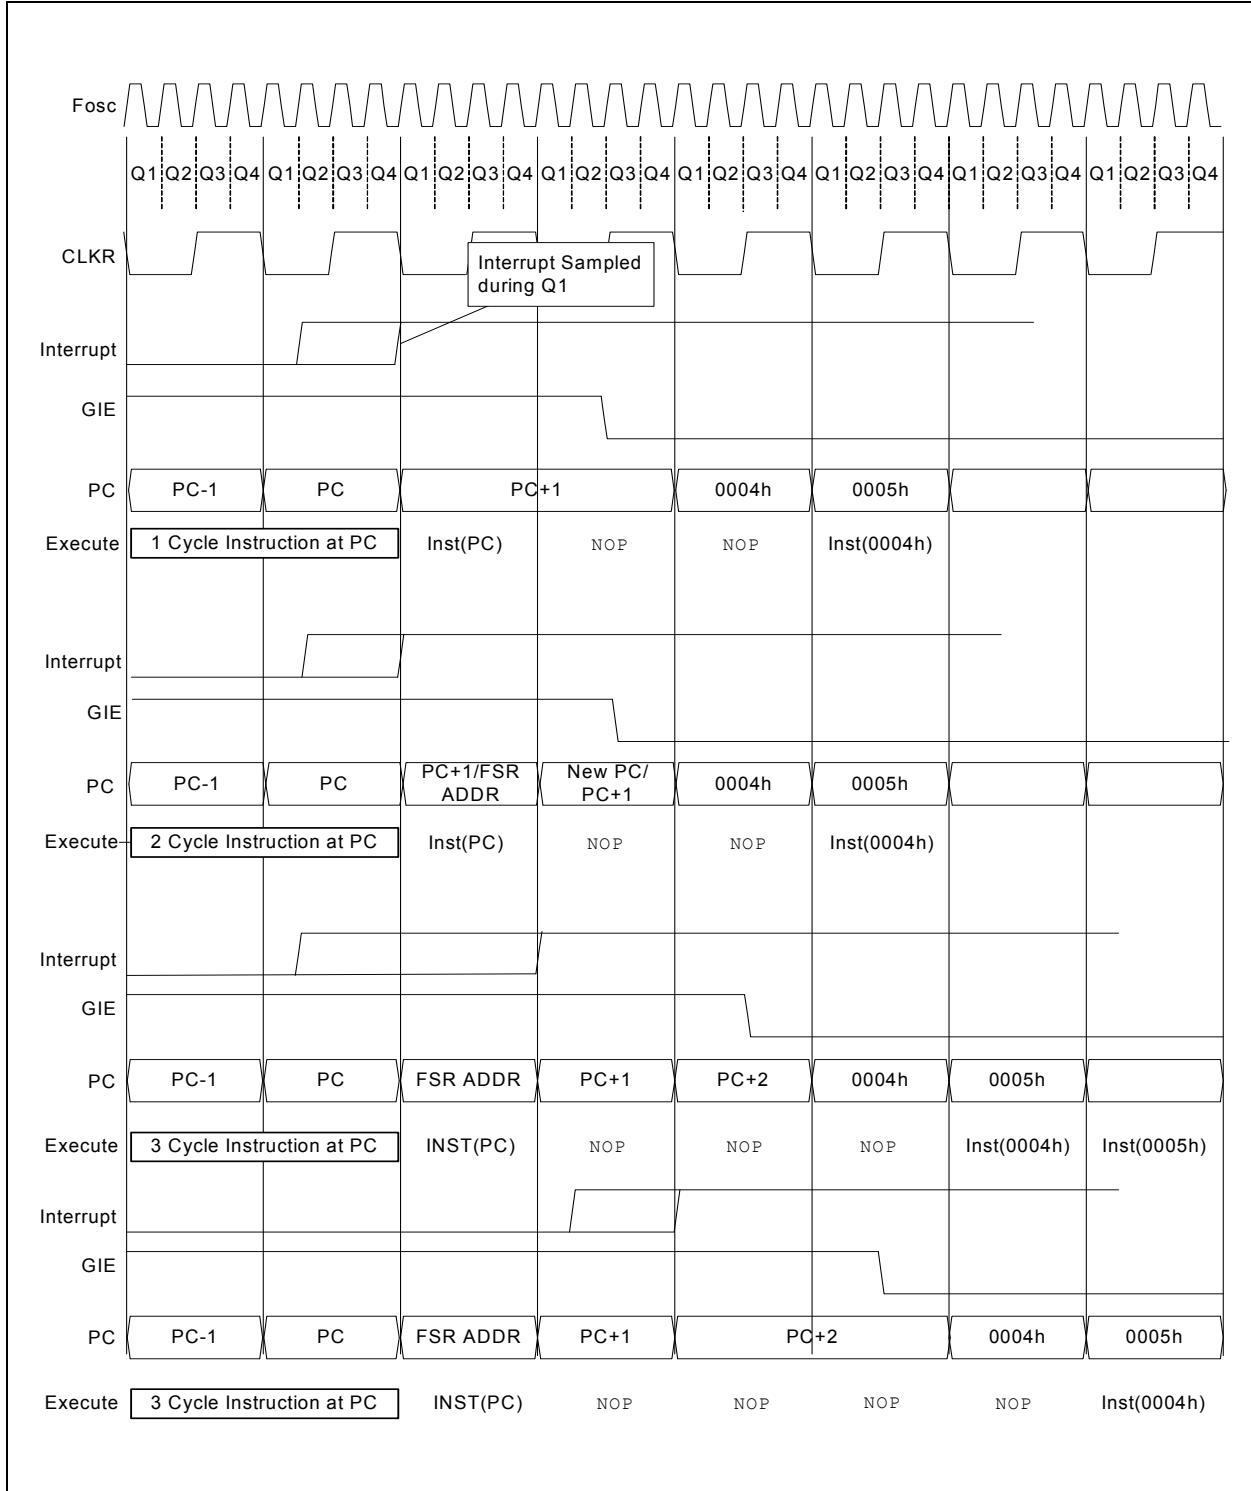 Fosc
Q1 Q2 Q3 Q4 Q1 Q2 Q3 Q4 Q1 Q2 Q3 Q4 Q1 Q2 Q3 Q4 Q1 Q2 Q3 Q4 Q1 Q2 Q3 Q4 Q1 Q2 Q3 Q4 Q1 Q2 Q3 Q4
CLKR
Interrupt Sampled
during Q1
Interrupt
GIE
PC PC-1 PC PC+1 0004h 0005h
Execute 1 Cycle Instruction at PC Inst(PC) NOP NOP Inst(0004h)
Interrupt
GIE
PC PC-1 PC PC+1/FSR ADDR New PC/ PC+1 0004h 0005h
Execute 2 Cycle Instruction at PC Inst(PC) NOP NOP Inst(0004h)
Interrupt
GIE
PC PC-1 PC FSR ADDR PC+1 PC+2 0004h 0005h
Execute 3 Cycle Instruction at PC INST(PC) NOP NOP NOP Inst(0004h) Inst(0005h)
Interrupt
GIE
PC PC-1 PC FSR ADDR PC+1 PC+2 0004h 0005h
Execute 3 Cycle Instruction at PC INST(PC) NOP NOP NOP NOP Inst(0004h)